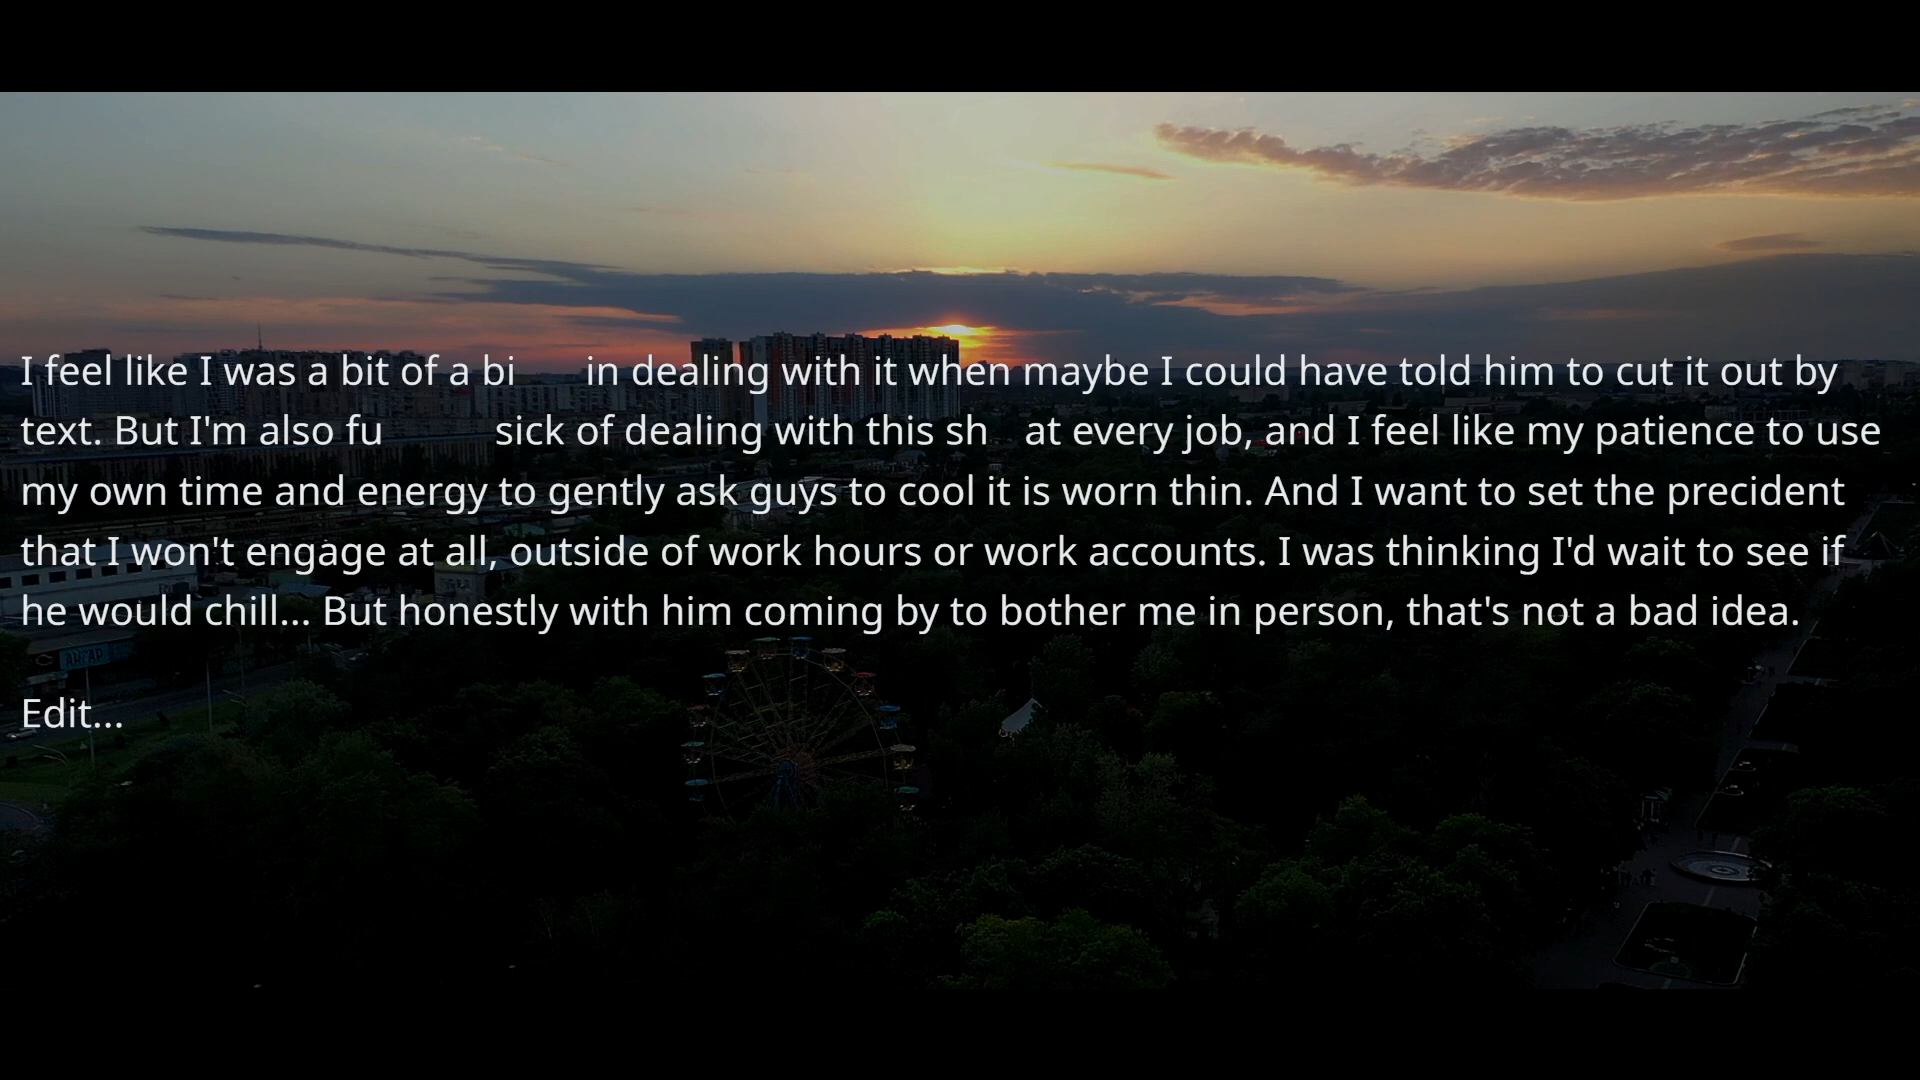 I feel like I was a bit of a bi in dealing with it when maybe I could have told him to cut it out by
text. But I'm also fu sick of dealing with this sh at every job, and I feel like my patience to use
my own time and energy to gently ask guys to cool it is worn thin. And I want to set the precident
that I won't engage at all, outside of work hours or work accounts. I was thinking I'd wait to see if
he would chill... But honestly with him coming by to bother me in person, that's not a bad idea.
Edit...
АНГАР